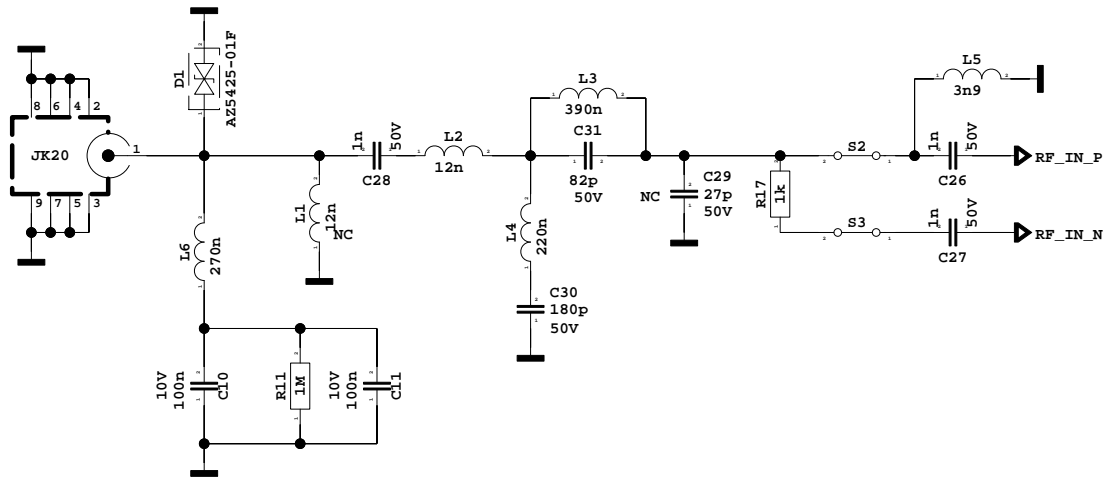 JK20
8 6 4 2
1
9 7 5 3
D1
AZ5425-01F
L6
270n
L1
12n
NC
1n
50V
C28
L2
12n
L3
390n
C31
82p
50V
L4
220n
C30
180p
50V
NC
C29
27p
50V
R17
1k
S2
S3
L5
3n9
1n
50V
C26
RF_IN_P
1n
50V
C27
RF_IN_N
10V
100n
C10
R11
1M
10V
100n
C11